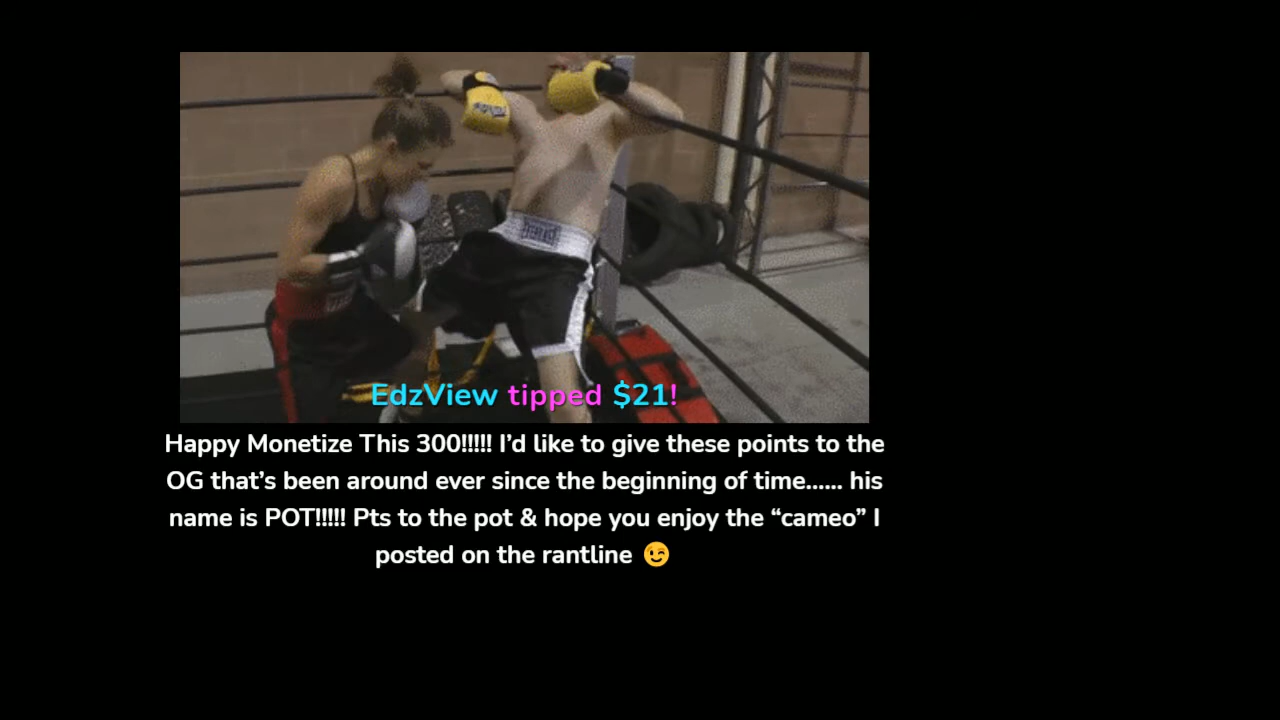 EdzView tipped $21!
Happy Monetize This 300!!!!! I’d like to give these points to the
OG that’s been around ever since the beginning of time...... his
name is POT!!!!! Pts to the pot & hope you enjoy the “cameo” I
posted on the rantline 😉